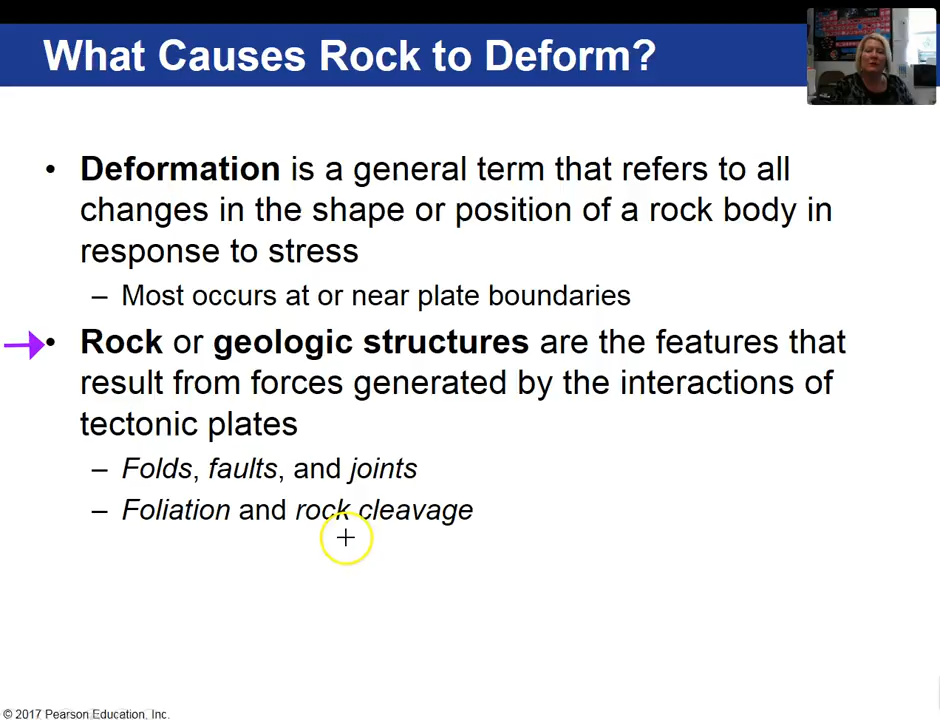 What Causes Rock to Deform?
• Deformation is a general term that refers to all
changes in the shape or position of a rock body in
response to stress
– Most occurs at or near plate boundaries
• Rock or geologic structures are the features that
result from forces generated by the interactions of
tectonic plates
– Folds, faults, and joints
– Foliation and rock cleavage
© 2017 Pearson Education, Inc.